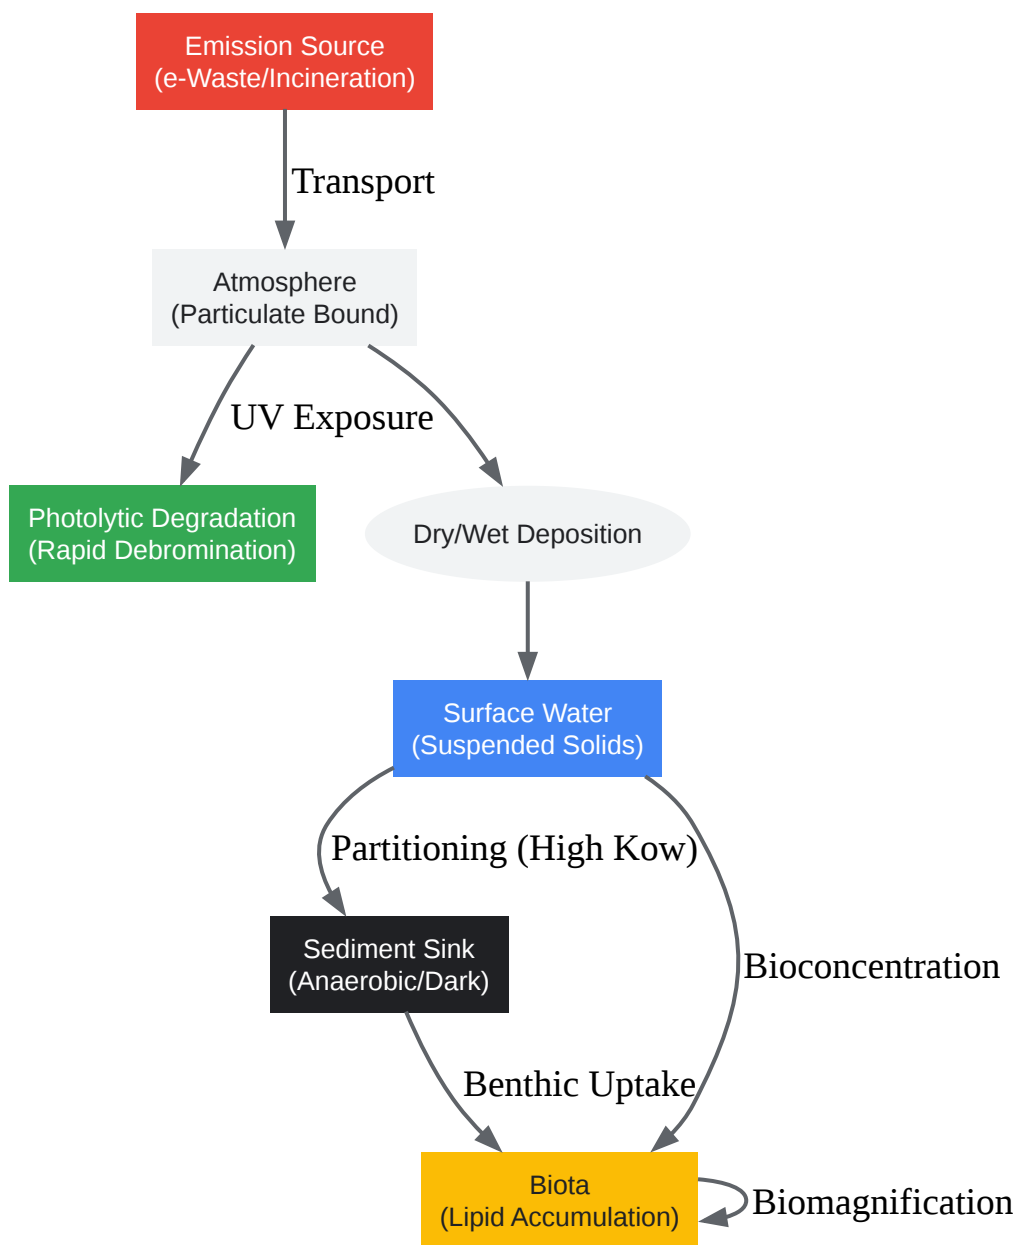 Emission Source
(e-Waste/Incineration)
Transport
Atmosphere
(Particulate Bound)
UV Exposure
Photolytic Degradation
(Rapid Debromination)
Dry/Wet Deposition
Surface Water
(Suspended Solids)
Partitioning (High Kow)
Sediment Sink
(Anaerobic/Dark)
Bioconcentration
Benthic Uptake
Biota
(Lipid Accumulation)
Biomagnification